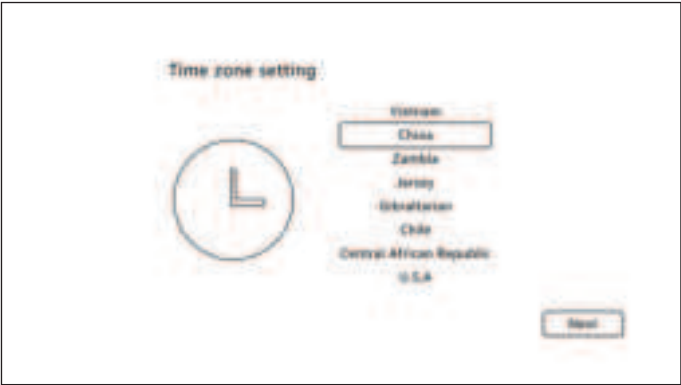 Time zone setting
Vietnam
China
Zambia
Jersey
Gibraltarian
Chile
Central African Republic
U.S.A
Next